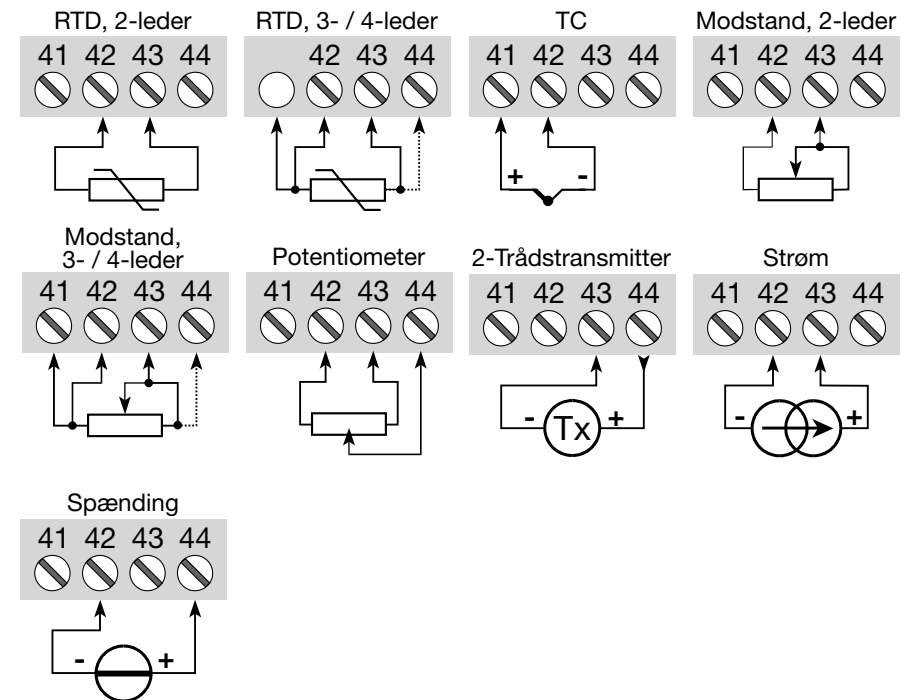 RTD, 2-leder
41 42 43 44
RTD, 3- / 4-leder
42 43 44
TC
41 42 43 44
+ -
Modstand, 2-leder
41 42 43 44
Modstand,
3- / 4-leder
41 42 43 44
Potentiometer
41 42 43 44
2-Trådstransmitter
41 42 43 44
- Tx +
Strøm
41 42 43 44
- +
Spænding
41 42 43 44
- +